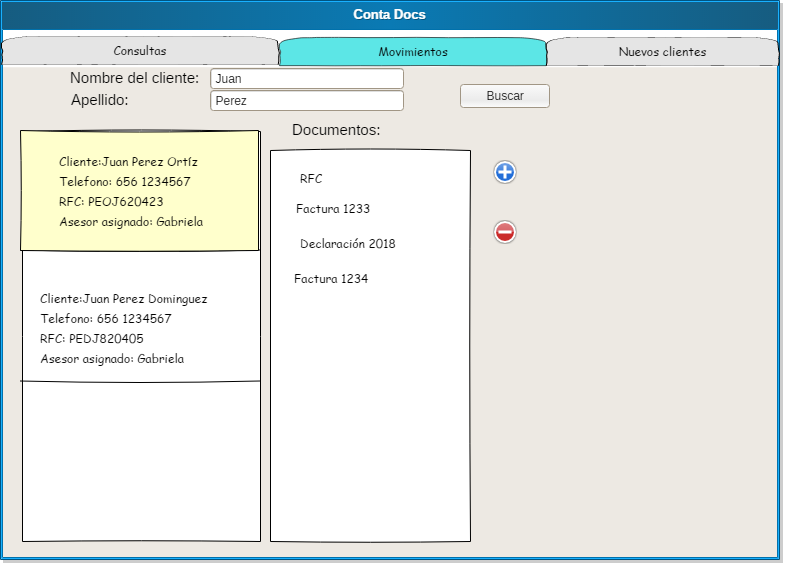 Conta Docs
Consultas
Movimientos
Nuevos clientes
Nombre del cliente: Juan
Apellido: Perez
Buscar
Documentos:
Cliente:Juan Perez Ortíz
Telefono: 656 1234567
RFC: PEOJ620423
Asesor asignado: Gabriela
Cliente:Juan Perez Dominguez
Telefono: 656 1234567
RFC: PEDJ820405
Asesor asignado: Gabriela
RFC
Factura 1233
Declaración 2018
Factura 1234